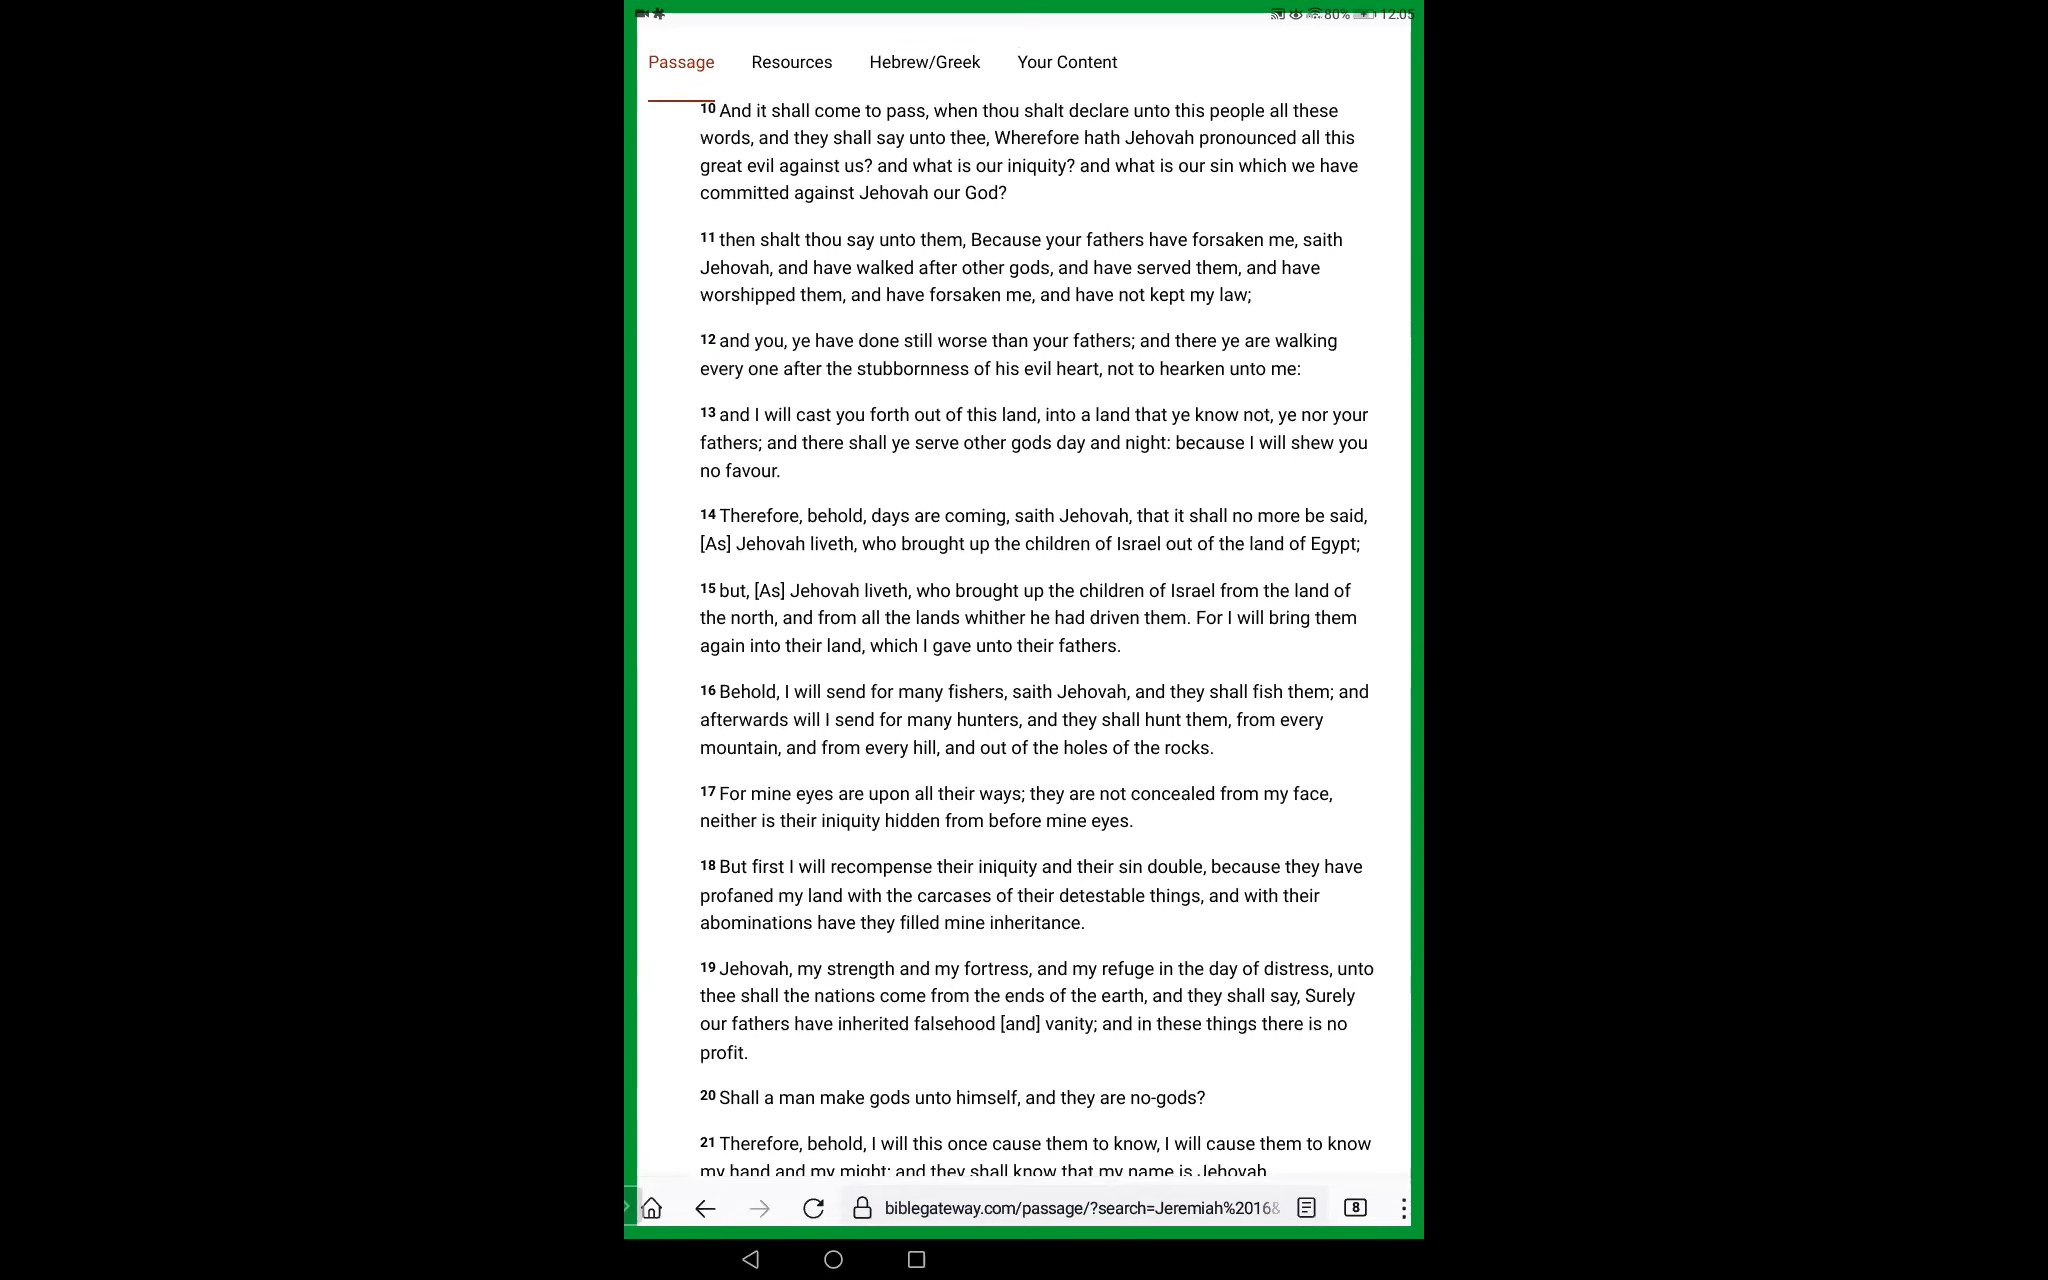 80% 12:05
Passage Resources Hebrew/Greek Your Content
10 And it shall come to pass, when thou shalt declare unto this people all these
words, and they shall say unto thee, Wherefore hath Jehovah pronounced all this
great evil against us? and what is our iniquity? and what is our sin which we have
committed against Jehovah our God?
11 then shalt thou say unto them, Because your fathers have forsaken me, saith
Jehovah, and have walked after other gods, and have served them, and have
worshipped them, and have forsaken me, and have not kept my law;
12 and you, ye have done still worse than your fathers; and there ye are walking
every one after the stubbornness of his evil heart, not to hearken unto me:
13 and I will cast you forth out of this land, into a land that ye know not, ye nor your
fathers; and there shall ye serve other gods day and night: because I will shew you
no favour.
14 Therefore, behold, days are coming, saith Jehovah, that it shall no more be said,
[As] Jehovah liveth, who brought up the children of Israel out of the land of Egypt;
15 but, [As] Jehovah liveth, who brought up the children of Israel from the land of
the north, and from all the lands whither he had driven them. For I will bring them
again into their land, which I gave unto their fathers.
16 Behold, I will send for many fishers, saith Jehovah, and they shall fish them; and
afterwards will I send for many hunters, and they shall hunt them, from every
mountain, and from every hill, and out of the holes of the rocks.
17 For mine eyes are upon all their ways; they are not concealed from my face,
neither is their iniquity hidden from before mine eyes.
18 But first I will recompense their iniquity and their sin double, because they have
profaned my land with the carcases of their detestable things, and with their
abominations have they filled mine inheritance.
19 Jehovah, my strength and my fortress, and my refuge in the day of distress, unto
thee shall the nations come from the ends of the earth, and they shall say, Surely
our fathers have inherited falsehood [and] vanity; and in these things there is no
profit.
20 Shall a man make gods unto himself, and they are no-gods?
21 Therefore, behold, I will this once cause them to know, I will cause them to know
my hand and my might; and they shall know that my name is Jehovah
biblegateway.com/passage/?search=Jeremiah%2016& 8